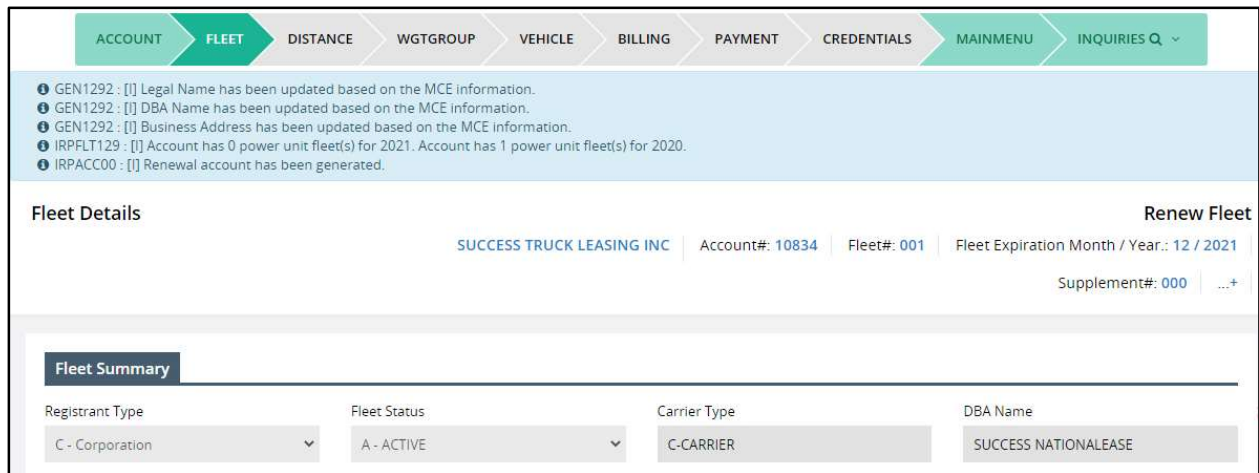 ACCOUNT FLEET DISTANCE WGTGROUP VEHICLE BILLING PAYMENT CREDENTIALS MAINMENU INQUIRIES
GEN1292 : [I] Legal Name has been updated based on the MCE information.
GEN1292 : [I] DBA Name has been updated based on the MCE information.
GEN1292 : [I] Business Address has been updated based on the MCE information.
IRPFLT129 : [I] Account has 0 power unit fleet(s) for 2021. Account has 1 power unit fleet(s) for 2020.
IRPACC00 : [I] Renewal account has been generated.
Fleet Details Renew Fleet
SUCCESS TRUCK LEASING INC Account#: 10834 Fleet#: 001 Fleet Expiration Month / Year.: 12 / 2021
Supplement#: 000 ...+
Fleet Summary
Registrant Type Fleet Status Carrier Type DBA Name
C - Corporation A - ACTIVE C-CARRIER SUCCESS NATIONALEASE